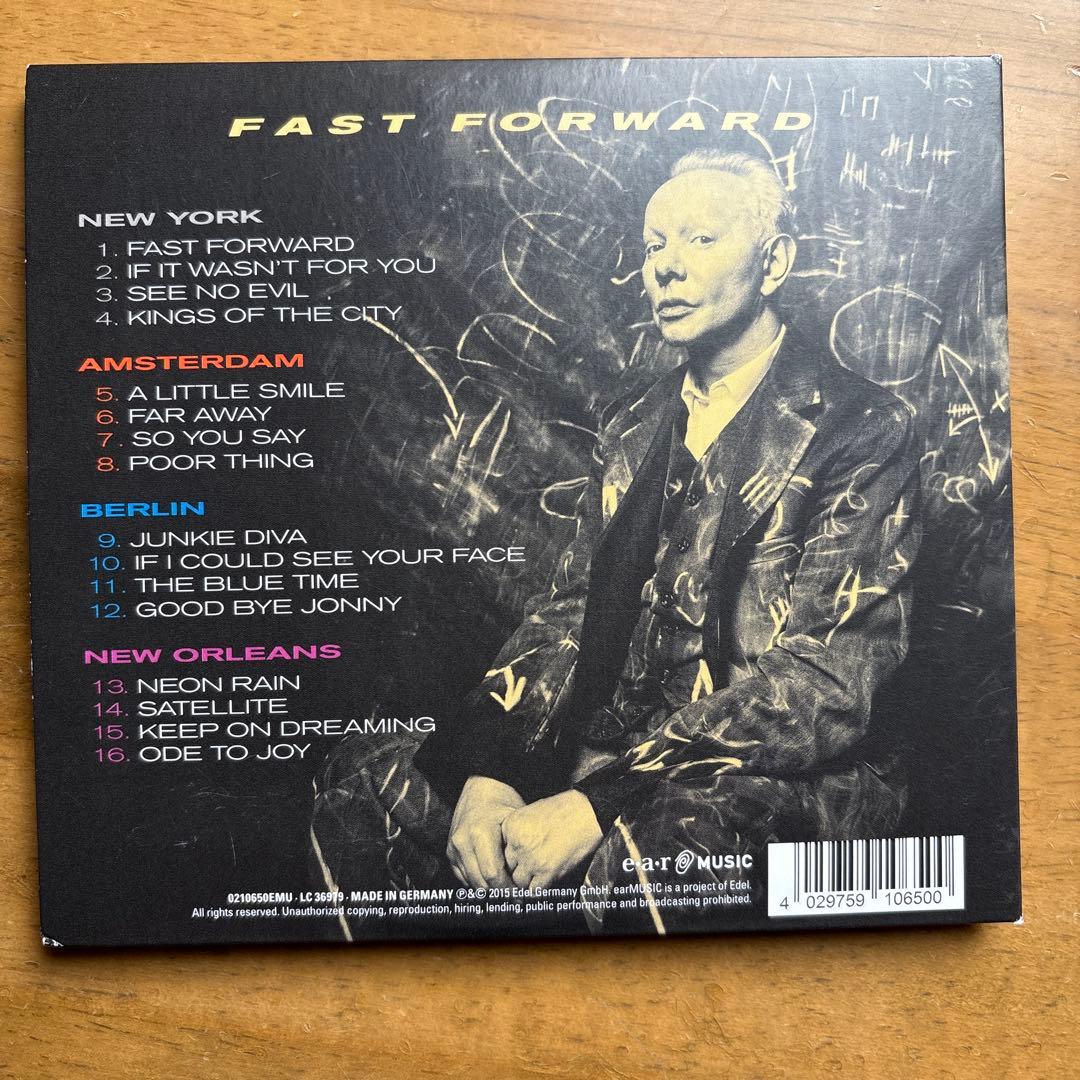 FAST FORWARD
NEW YORK
1. FAST FORWARD
2. IF IT WASN'T FOR YOU
3. SEE NO EVIL
4. KINGS OF THE CITY
AMSTERDAM
5. A LITTLE SMILE
6. FAR AWAY
7. SO YOU SAY
8. POOR THING
BERLIN
9. JUNKIE DIVA
10. IF I COULD SEE YOUR FACE
11. THE BLUE TIME
12. GOOD BYE JONNY
NEW ORLEANS
13. NEON RAIN
14. SATELLITE
15. KEEP ON DREAMING
16. ODE TO JOY
e·a·r MUSIC
0210650EMU · LC 36979 · MADE IN GERMANY ℗&© 2015 Edel Germany GmbH. earMUSIC is a project of Edel.
All rights reserved. Unauthorized copying, reproduction, hiring, lending, public performance and broadcasting prohibited.
4 029759 106500